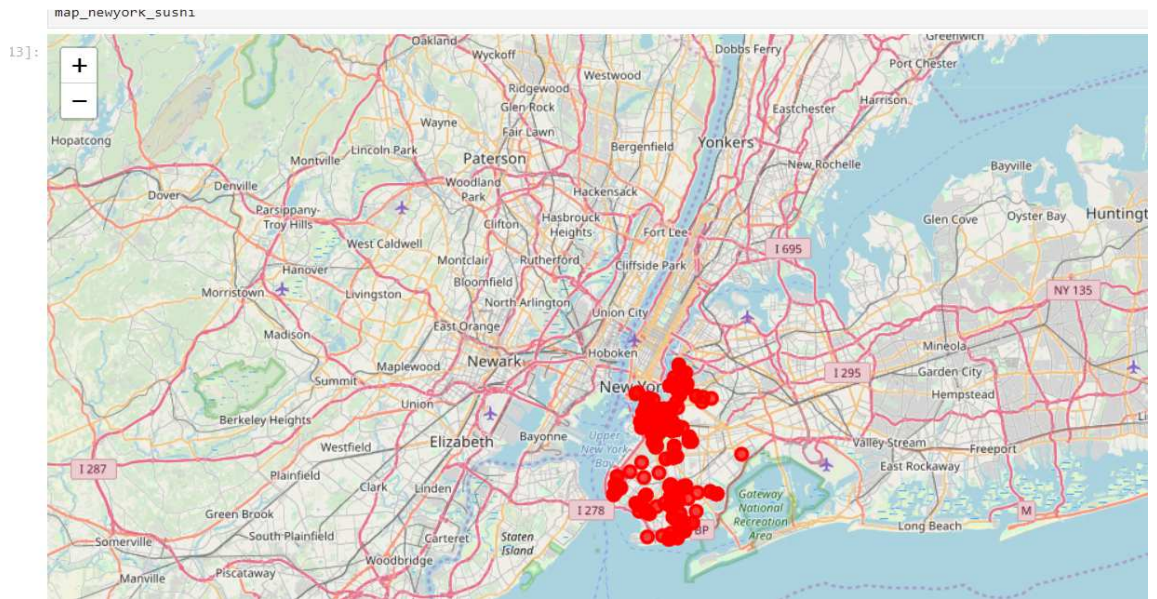 map_newyork_sushi
13]:
+
−
Oakland
Wyckoff
Dobbs Ferry
Greenwich
Port Chester
Ridgewood
Westwood
Glen Rock
Eastchester
Harrison
Hopatcong
Wayne
Fair Lawn
Yonkers
Montville
Lincoln Park
Paterson
Bergenfield
New Rochelle
Bayville
Denville
Dover
Woodland
Park
Hackensack
Parsippany-
Troy Hills
Clifton
Hasbrouck
Heights
Fort Lee
Glen Cove
Oyster Bay
Huntingt
West Caldwell
I 695
Hanover
Montclair
Rutherford
Cliffside Park
Morristown
Livingston
Bloomfield
North Arlington
Union City
NY 135
Madison
East Orange
Hoboken
Mineola
Maplewood
Newark
Summit
New Yor
I 295
Garden City
Hempstead
Union
Berkeley Heights
Elizabeth
Bayonne
Upper
New York
Bay
Valley Stream
Freeport
Westfield
East Rockaway
I 287
Plainfield
Clark
Linden
I 278
Gateway
National
Recreation
Area
M
Green Brook
Long Beach
Somerville
South Plainfield
Carteret
Staten
Island
BP
Woodbridge
Manville
Piscataway